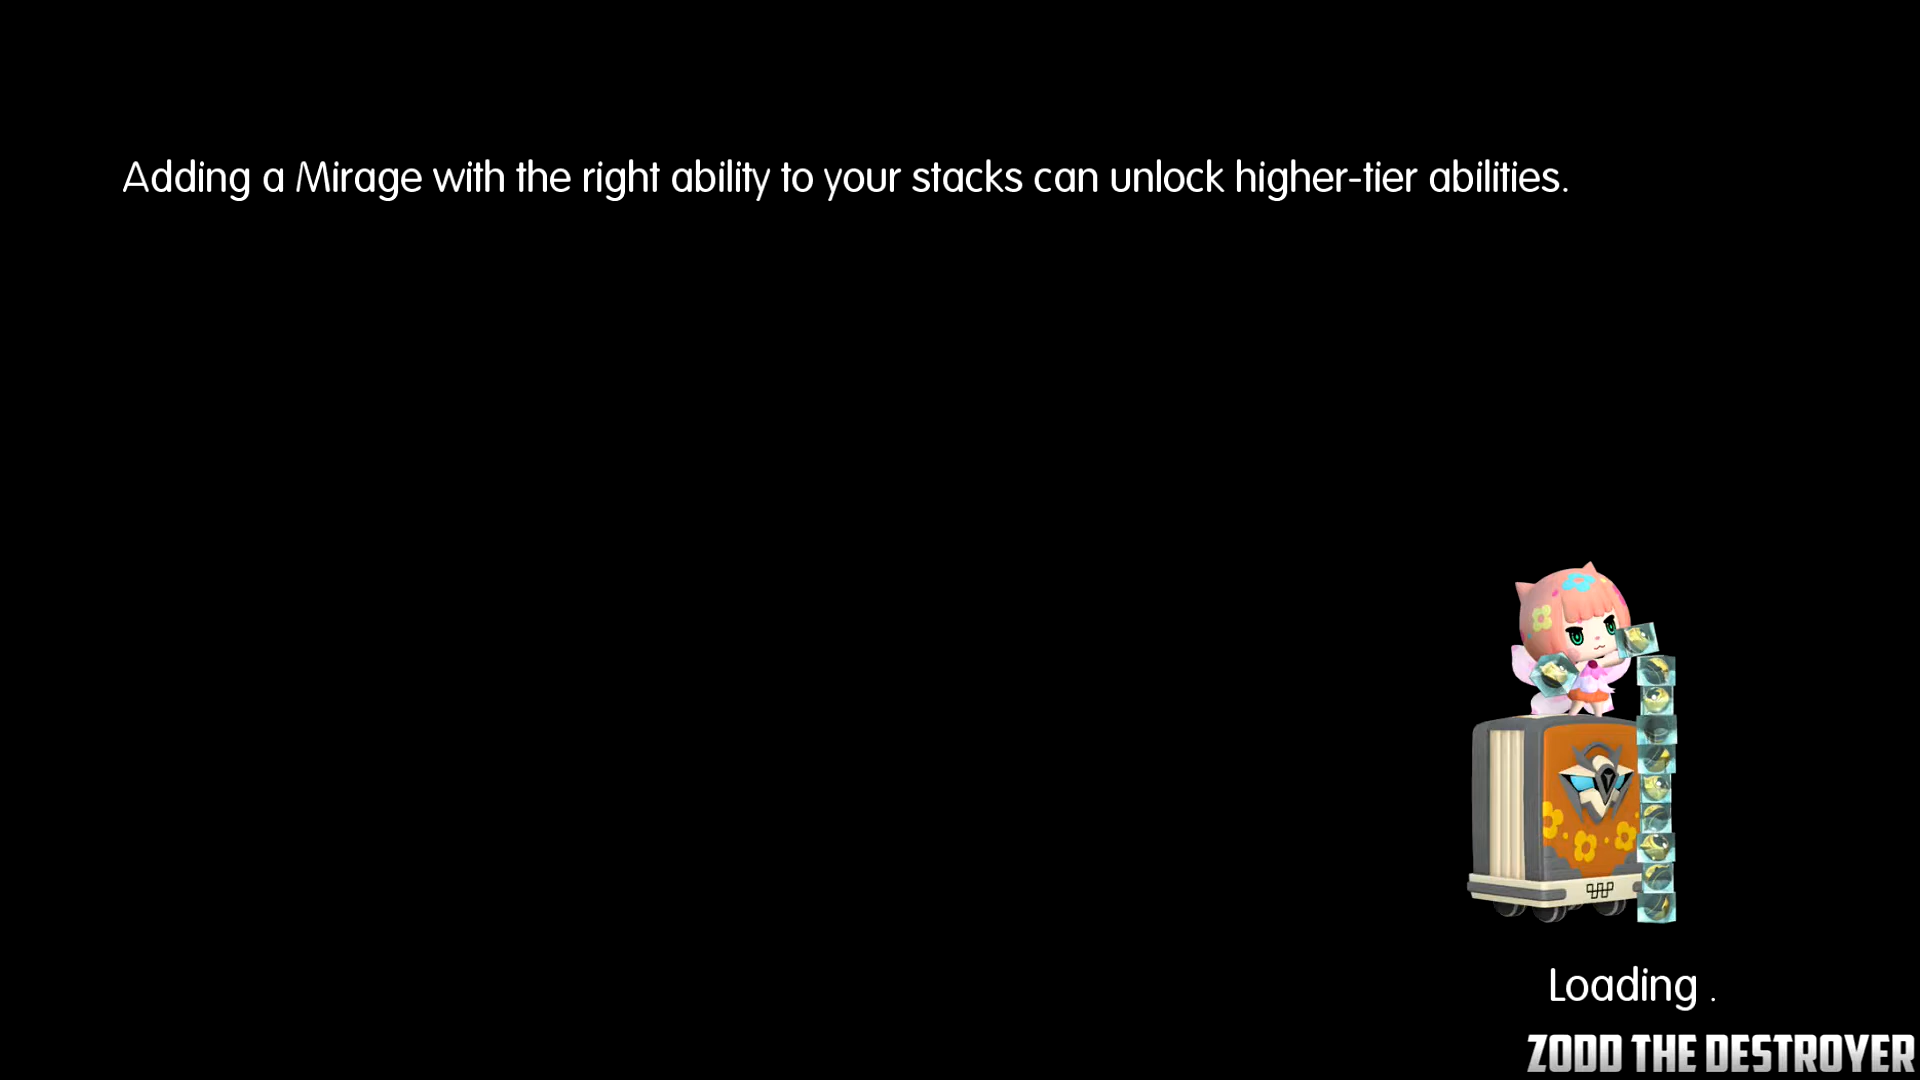 Adding a Mirage with the right ability to your stacks can unlock higher-tier abilities.
Loading .
ZODD THE DESTROYER